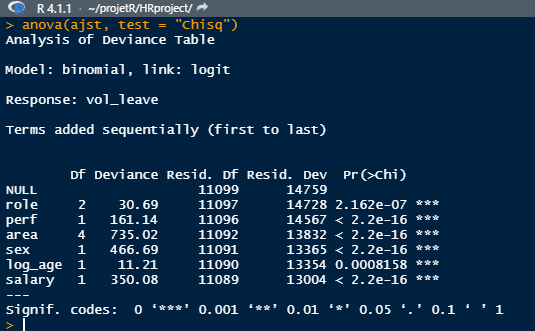 R 4.1.1 · ~/projetR/HRproject/
> anova(ajst, test = "Chisq")
Analysis of Deviance Table
Model: binomial, link: logit
Response: vol_leave
Terms added sequentially (first to last)
Df Deviance Resid. Df Resid. Dev Pr(>Chi)
NULL 11099 14759
role 2 30.69 11097 14728 2.162e-07 ***
perf 1 161.14 11096 14567 < 2.2e-16 ***
area 4 735.02 11092 13832 < 2.2e-16 ***
sex 1 466.69 11091 13365 < 2.2e-16 ***
log_age 1 11.21 11090 13354 0.0008158 ***
salary 1 350.08 11089 13004 < 2.2e-16 ***
---
Signif. codes: 0 ‘***’ 0.001 ‘**’ 0.01 ‘*’ 0.05 ‘.’ 0.1 ‘ ’ 1
>